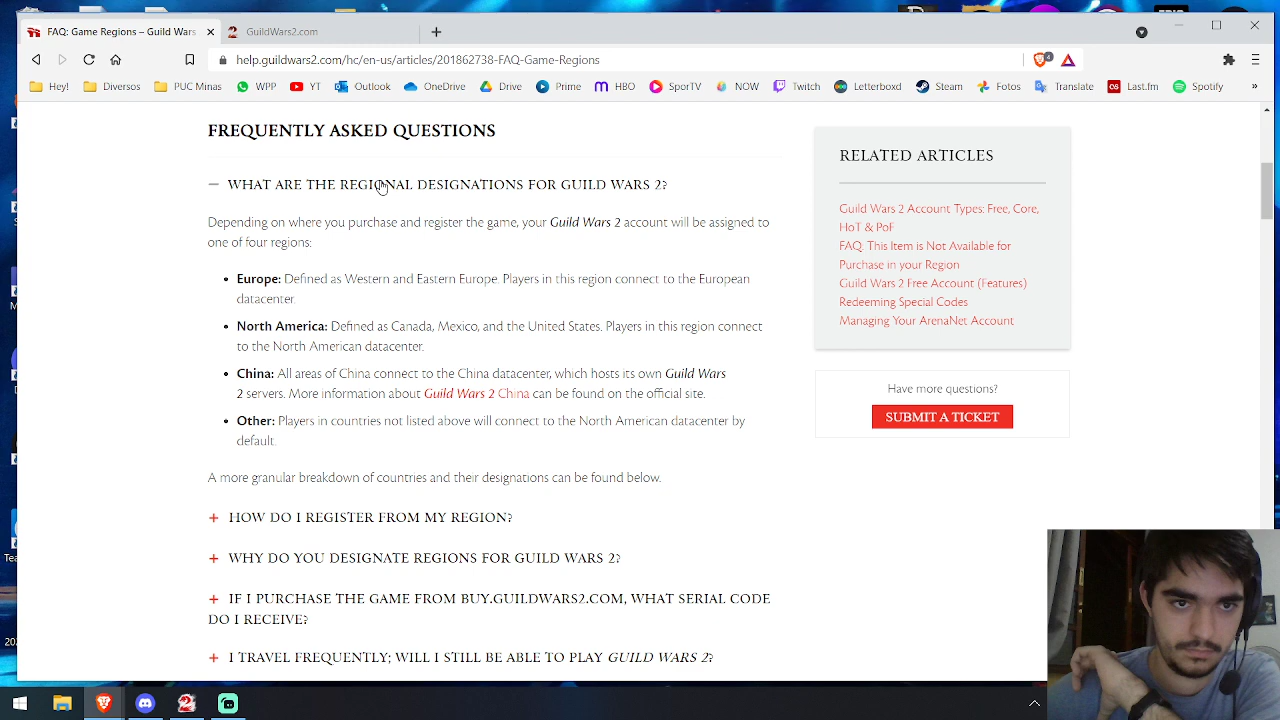 FAQ: Game Regions – Guild Wars
GuildWars2.com
help.guildwars2.com/hc/en-us/articles/201862738-FAQ-Game-Regions
4
Hey!
Diversos
PUC Minas
WPP
YT
Outlook
OneDrive
Drive
Prime
HBO
SporTV
NOW
Twitch
Letterboxd
Steam
Fotos
Translate
Last.fm
Spotify
»
FREQUENTLY ASKED QUESTIONS
WHAT ARE THE REGIONAL DESIGNATIONS FOR GUILD WARS 2?
Depending on where you purchase and register the game, your Guild Wars 2 account will be assigned to
one of four regions:
• Europe: Defined as Western and Eastern Europe. Players in this region connect to the European
datacenter.
• North America: Defined as Canada, Mexico, and the United States. Players in this region connect
to the North American datacenter.
• China: All areas of China connect to the China datacenter, which hosts its own Guild Wars
2 servers. More information about Guild Wars 2 China can be found on the official site.
• Other: Players in countries not listed above will connect to the North American datacenter by
default.
A more granular breakdown of countries and their designations can be found below.
+ HOW DO I REGISTER FROM MY REGION?
+ WHY DO YOU DESIGNATE REGIONS FOR GUILD WARS 2?
+ IF I PURCHASE THE GAME FROM BUY.GUILDWARS2.COM, WHAT SERIAL CODE
DO I RECEIVE?
+ I TRAVEL FREQUENTLY; WILL I STILL BE ABLE TO PLAY GUILD WARS 2?
RELATED ARTICLES
Guild Wars 2 Account Types: Free, Core,
HoT & PoF
FAQ: This Item is Not Available for
Purchase in your Region
Guild Wars 2 Free Account (Features)
Redeeming Special Codes
Managing Your ArenaNet Account
Have more questions?
SUBMIT A TICKET